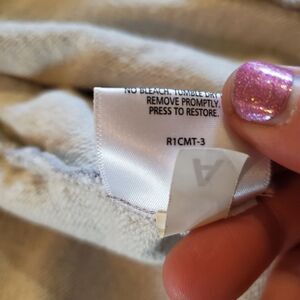 NO BLEACH. TUMBLE DRY
REMOVE PROMPTLY.
PRESS TO RESTORE.
R1CMT-3
A